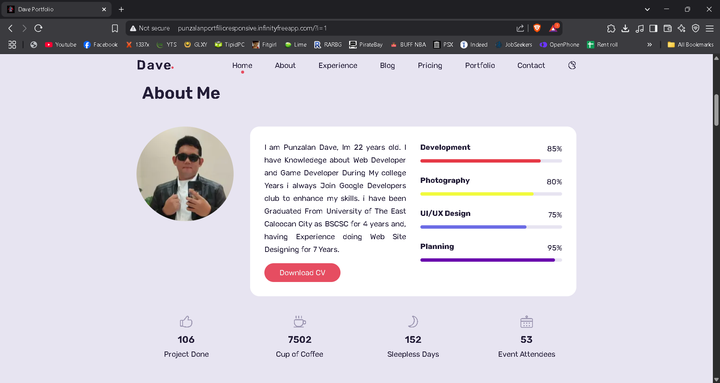 Dave Portfolio
Not secure punzalanportfilioresponsive.infinityfreeapp.com/?i=1
Youtube Facebook 1337x YTS GLXY TipidPC Fitgirl Lime RARBG PirateBay BUFF NBA PSX Indeed JobSeekers OpenPhone Rent roll » All Bookmarks
Dave. Home About Experience Blog Pricing Portfolio Contact
About Me
I am Punzalan Dave, Im 22 years old. I
have Knowledege about Web Developer
and Game Developer During My college
Years i always Join Google Developers
club to enhance my skills. i have been
Graduated From University of The East
Caloocan City as BSCSC for 4 years and,
having Experience doing Web Site
Designing for 7 Years.
Download CV
Development 85%
Photography 80%
UI/UX Design 75%
Planning 95%
106 7502 152 53
Project Done Cup of Coffee Sleepless Days Event Attendees